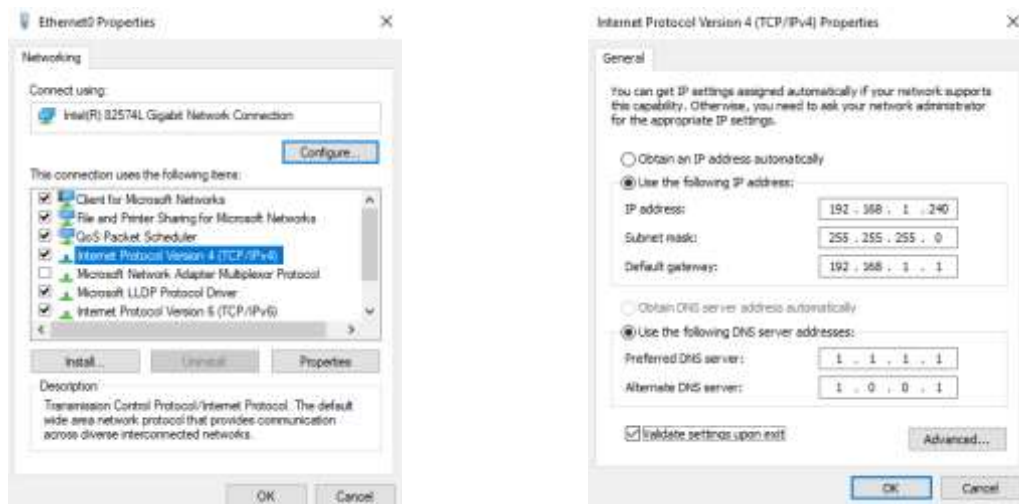 Ethernet0 Properties
Networking
Connect using:
Intel(R) 82574L Gigabit Network Connection
Configure...
This connection uses the following items:
Client for Microsoft Networks
File and Printer Sharing for Microsoft Networks
QoS Packet Scheduler
Internet Protocol Version 4 (TCP/IPv4)
Microsoft Network Adapter Multiplexor Protocol
Microsoft LLDP Protocol Driver
Internet Protocol Version 6 (TCP/IPv6)
Install...
Uninstall
Properties
Description
Transmission Control Protocol/Internet Protocol. The default
wide area network protocol that provides communication
across diverse interconnected networks.
OK
Cancel
Internet Protocol Version 4 (TCP/IPv4) Properties
General
You can get IP settings assigned automatically if your network supports
this capability. Otherwise, you need to ask your network administrator
for the appropriate IP settings.
Obtain an IP address automatically
Use the following IP address:
IP address: 192 . 168 . 1 . 240
Subnet mask: 255 . 255 . 255 . 0
Default gateway: 192 . 168 . 1 . 1
Obtain DNS server address automatically
Use the following DNS server addresses:
Preferred DNS server: 1 . 1 . 1 . 1
Alternate DNS server: 1 . 0 . 0 . 1
Validate settings upon exit
Advanced...
OK
Cancel